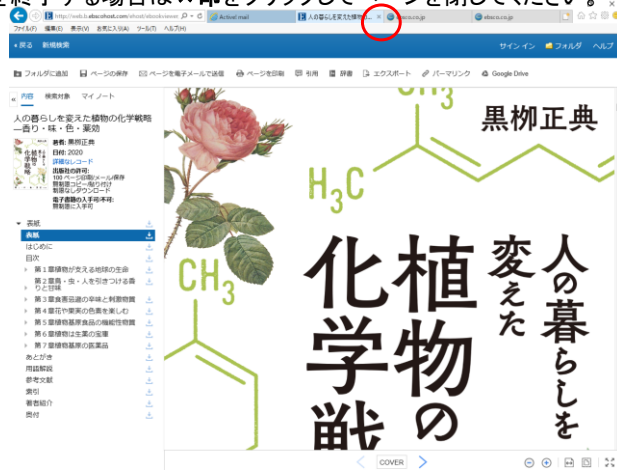 終了する場合は×印をクリックしてページを閉じてください。
http://web.b.ebscohost.com/ehost/ebookviewer
Active! mail
人の暮らしを変えた植物の...
ebsco.co.jp
ebsco.co.jp
ファイル(F) 編集(E) 表示(V) お気に入り(A) ツール(T) ヘルプ(H)
戻る 新規検索
サインイン フォルダ ヘルプ
フォルダに追加 ページの保存 ページを電子メールで送信 ページを印刷 引用 辞書 エクスポート パーマリンク Google Drive
内容 検索対象 マイ ノート
人の暮らしを変えた植物の化学戦略
—香り・味・色・薬効
著者: 黒栁正典
日付: 2020
詳細なレコード
出版社の許可:
100 ページ印刷/メール/保存
無制限コピー/貼り付け
制限なしダウンロード
電子書籍の入手可/不可:
無制限に入手可
表紙
表紙
はじめに
目次
第1章植物が支える地球の生命
第2章鳥・虫・人を引きつける香りと甘味
第3章食害忌避の辛味と刺激物質
第4章花や果実の色素を楽しむ
第5章植物基原食品の機能性物質
第6章植物は生薬の宝庫
第7章植物基原の医薬品
あとがき
用語解説
参考文献
索引
著者紹介
奥付
黒栁正典
H3C
CH3
人の暮らしを
変えた
植物の
化学戦
COVER